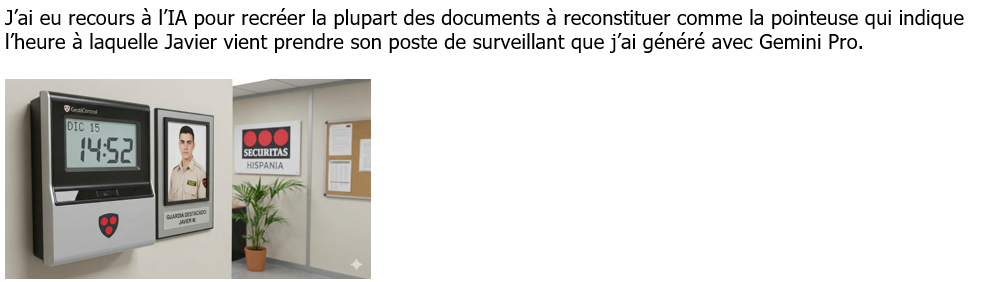 J’ai eu recours à l’IA pour recréer la plupart des documents à reconstituer comme la pointeuse qui indique
l’heure à laquelle Javier vient prendre son poste de surveillant que j’ai généré avec Gemini Pro.
GestiControl
DIC 15
14:52
GUARDIA DESTACADO
JAVIER M.
SECURITAS
HISPANIA